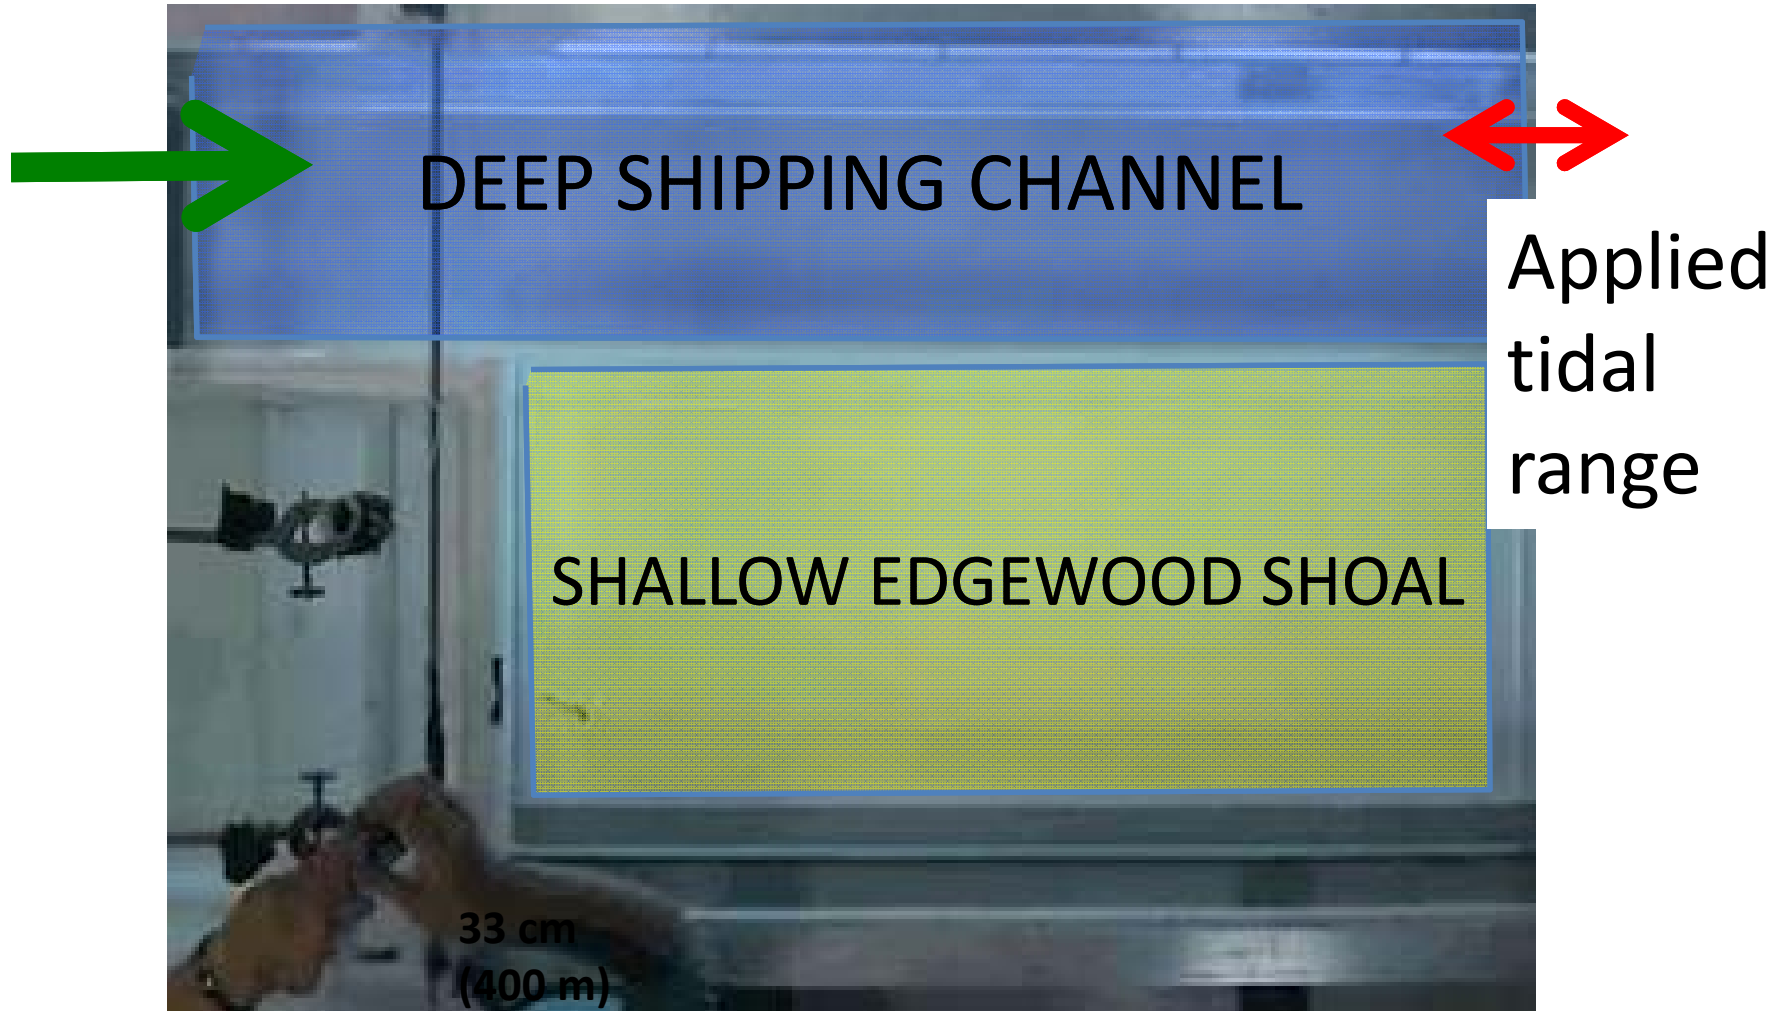 DEEP SHIPPING CHANNEL
Applied
tidal
range
SHALLOW EDGEWOOD SHOAL
33 cm
(400 m)